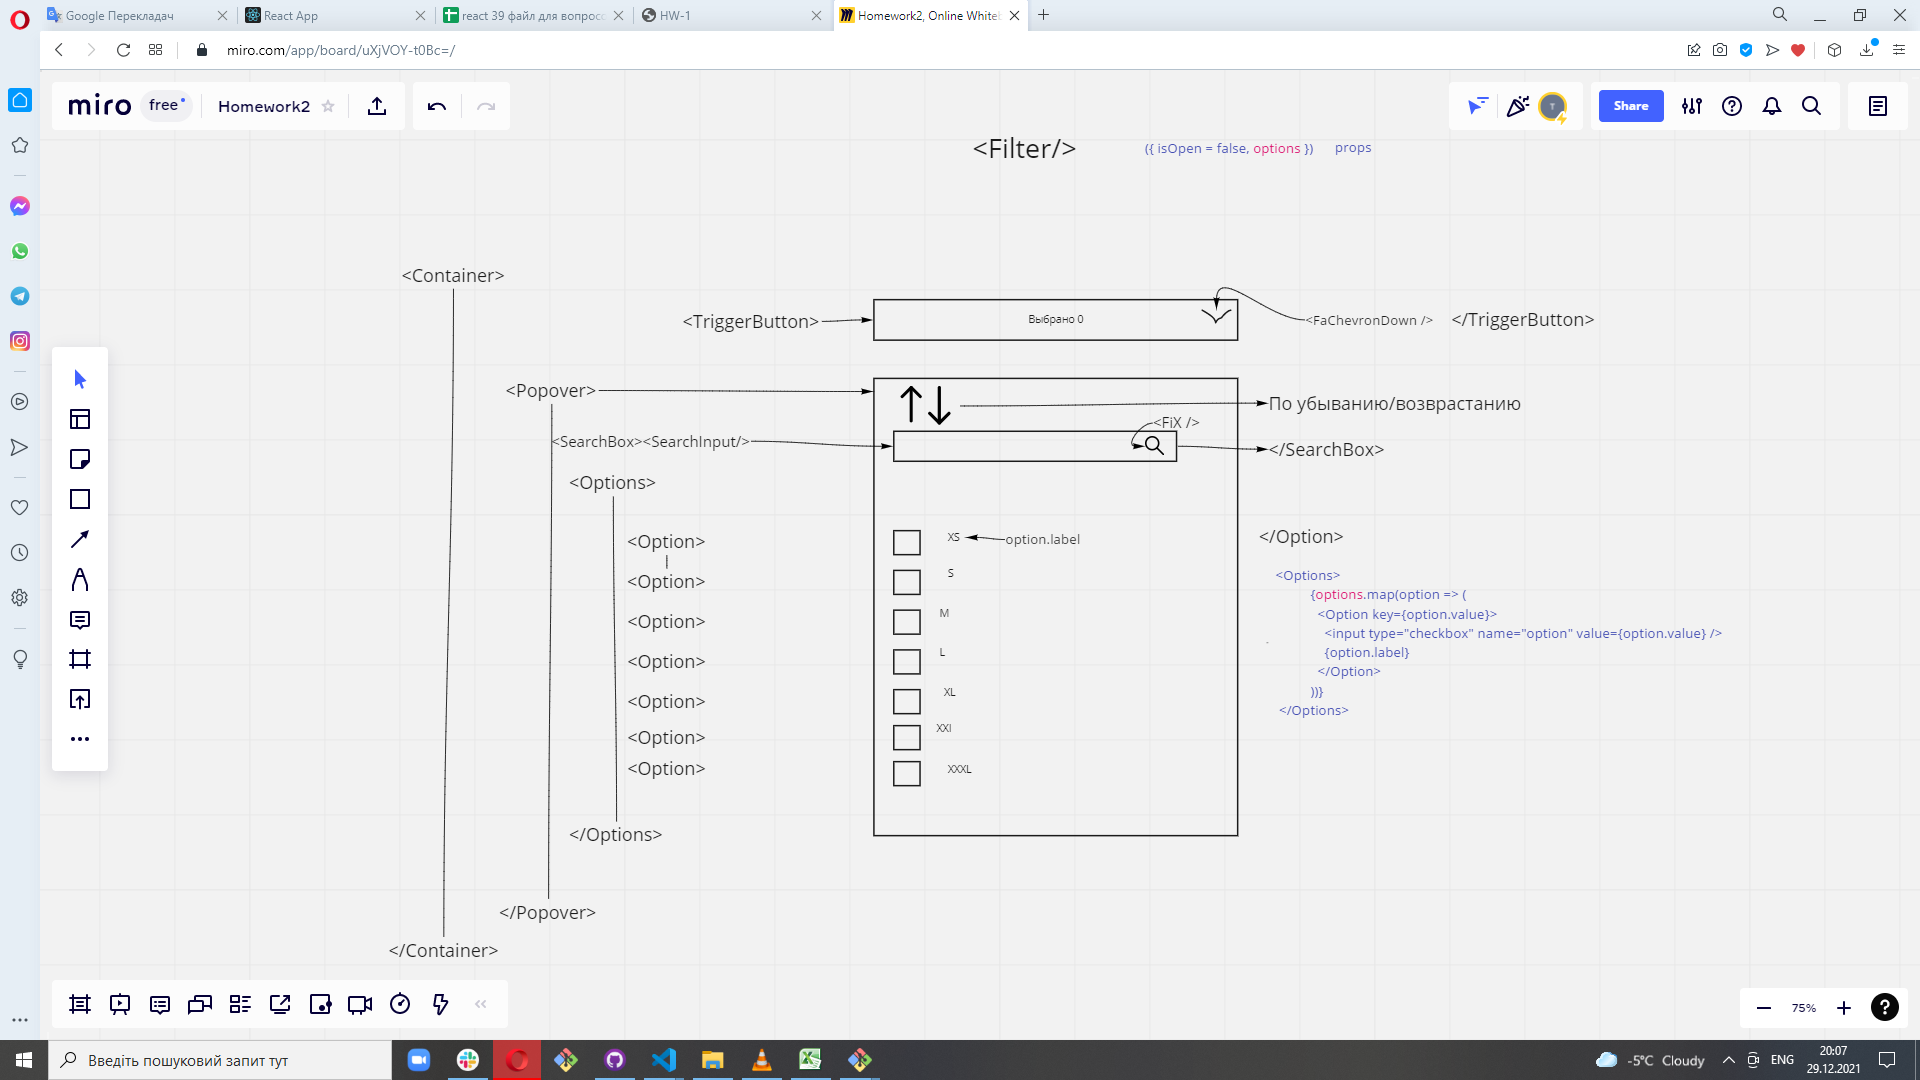 Google Перекладач
React App
react 39 файл для вопросо
HW-1
Homework2, Online Whiteb
miro.com/app/board/uXjVOY-t0Bc=/
miro
free
Homework2
Share
<Filter/>
({ isOpen = false, options })
props
<Container>
<TriggerButton>
Выбрано 0
<FaChevronDown />
</TriggerButton>
<Popover>
По убыванию/возврастанию
<FiX />
<SearchBox><SearchInput/>
</SearchBox>
<Options>
<Option>
XS
option.label
</Option>
<Option>
S
<Option>
M
<Option>
L
<Option>
XL
<Option>
XXl
<Option>
XXXL
<Options>
{options.map(option => (
<Option key={option.value}>
<input type="checkbox" name="option" value={option.value} />
{option.label}
</Option>
))}
</Options>
</Options>
</Popover>
</Container>
75%
Введіть пошуковий запит тут
-5°C Cloudy
ENG
20:07
29.12.2021